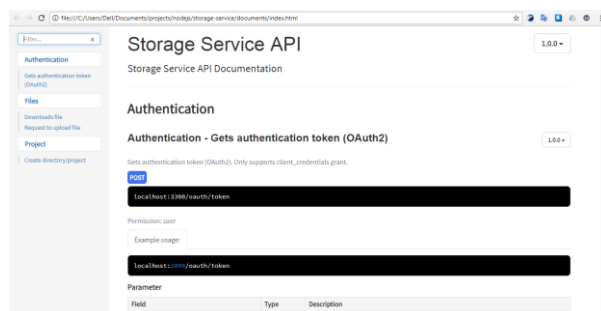 file:///C:/Users/Dell/Documents/projects/nodejs/storage-service/documents/index.html
Filter... x
Authentication
Gets authentication token
(OAuth2)
Files
Downloads file
Request to upload file
Project
Create directory/project
Storage Service API
1.0.0
Storage Service API Documentation
Authentication
Authentication - Gets authentication token (OAuth2)
1.0.0
Gets authentication token (OAuth2). Only supports client_credentials grant.
POST
localhost:3300/oauth/token
Permission: user
Example usage:
localhost: /oauth/token
Parameter
Field Type Description